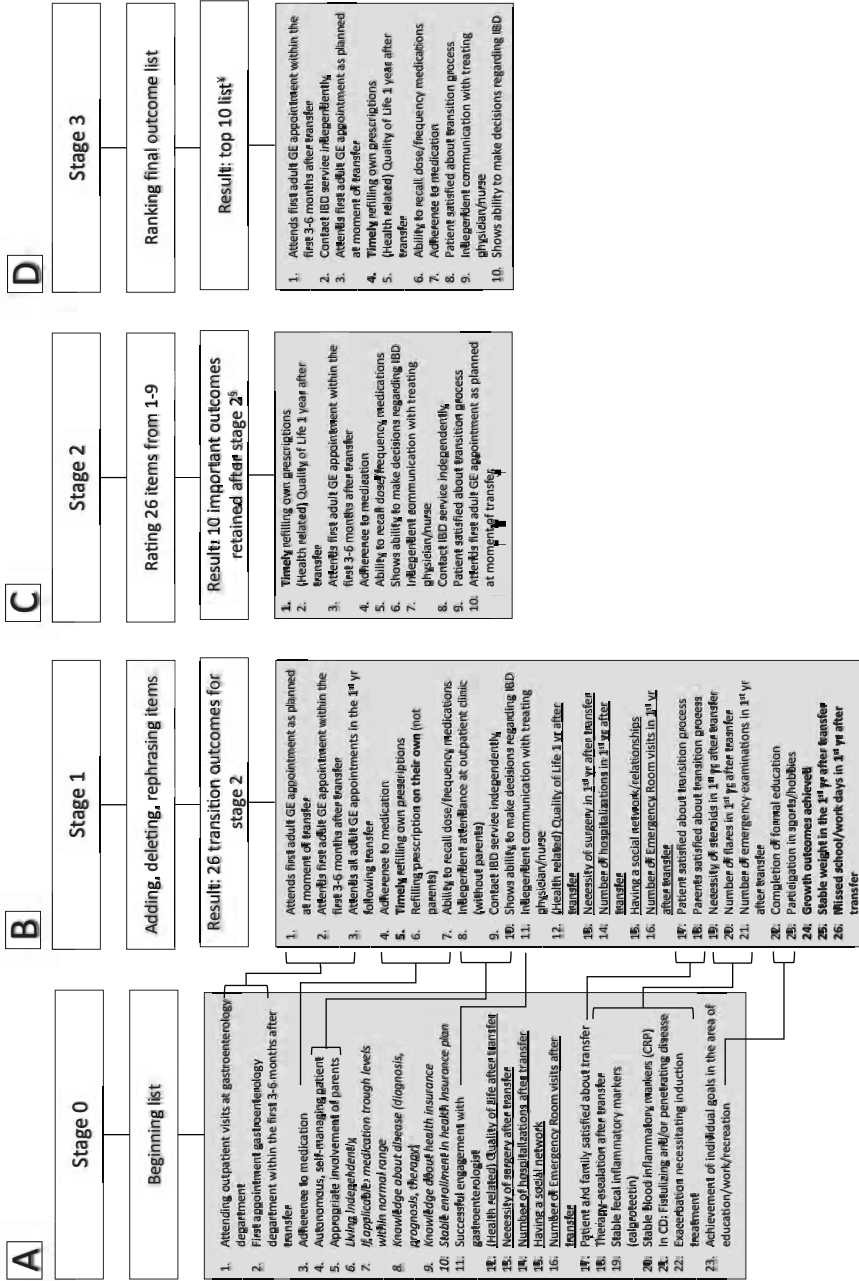 A
Stage 0
Beginning list
1. Attending outpatient visits at gastroenterology
department
2. First appointment gastroenterology
department within the first 3-6 months after
transfer
3. Adherence to medication
4. Autonomous, self-managing patient
5. Appropriate involvement of parents
6. Living independently
7. If applicable: medication trough levels
within normal range
8. Knowledge about disease (diagnosis,
prognosis, therapy)
9. Knowledge about health insurance
10. Stable enrollment in health insurance plan
11. Successful engagement with
gastroenterologist
12. (Health related) Quality of life after transfer
13. Necessity of surgery after transfer
14. Number of hospitalizations after transfer
15. Having a social network
16. Number of Emergency Room visits after
transfer
17. Patient and family satisfied about transfer
18. Therapy-escalation after transfer
19. Stable fecal inflammatory markers
(calprotectin)
20. Stable blood inflammatory markers (CRP)
21. In CD: Fistulizing and/or penetrating disease
22. Exacerbation necessitating induction
treatment
23. Achievement of individual goals in the area of
education/work/recreation
B
Stage 1
Adding, deleting, rephrasing items
Result: 26 transition outcomes for
stage 2
1. Attends first adult GE appointment as planned
at moment of transfer
2. Attends first adult GE appointment within the
first 3-6 months after transfer
3. Attends all adult GE appointments in the 1st yr
following transfer
4. Adherence to medication
5. Timely refilling own prescriptions
6. Refilling prescription on their own (not
parents)
7. Ability to recall dose/frequency medications
8. Independent attendance at outpatient clinic
(without parents)
9. Contact IBD service independently
10. Shows ability to make decisions regarding IBD
11. Independent communication with treating
physician/nurse
12. (Health related) Quality of Life 1 yr after
transfer
13. Necessity of surgery in 1st yr after transfer
14. Number of hospitalizations in 1st yr after
transfer
15. Having a social network/relationships
16. Number of Emergency Room visits in 1st yr
after transfer
17. Patient satisfied about transition process
18. Parents satisfied about transition process
19. Necessity of steroids in 1st yr after transfer
20. Number of flares in 1st yr after trasnfer
21. Number of emergency examinations in 1st yr
after transfer
22. Completion of formal education
23. Participation in sports/hobbies
24. Growth outcomes achieved
25. Stable weight in the 1st yr after transfer
26. Missed school/work days in 1st yr after
transfer
C
Stage 2
Rating 26 items from 1-9
Result: 10 important outcomes
retained after stage 2§
1. Timely refilling own prescriptions
2. (Health related) Quality of Life 1 year after
transfer
3. Attends first adult GE appointment within the
first 3-6 months after transfer
4. Adherence to medication
5. Ability to recall dose/frequency medications
6. Shows ability to make decisions regarding IBD
7. Independent communication with treating
physician/nurse
8. Contact IBD service independently
9. Patient satisfied about transition process
10. Attends first adult GE appointment as planned
at moment of transfer
D
Stage 3
Ranking final outcome list
Result: top 10 list¥
1. Attends first adult GE appointment within the
first 3-6 months after transfer
2. Contact IBD service independently
3. Attends first adult GE appointment as planned
at moment of transfer
4. Timely refilling own prescriptions
5. (Health related) Quality of Life 1 year after
transfer
6. Ability to recall dose/frequency medications
7. Adherence to medication
8. Patient satisfied about transition process
9. Independent communication with treating
physician/nurse
10. Shows ability to make decisions regarding IBD